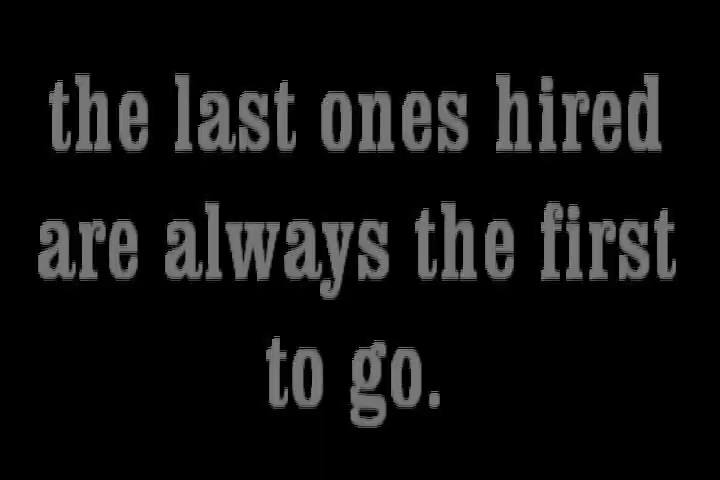 the last ones hired
are always the first
to go.